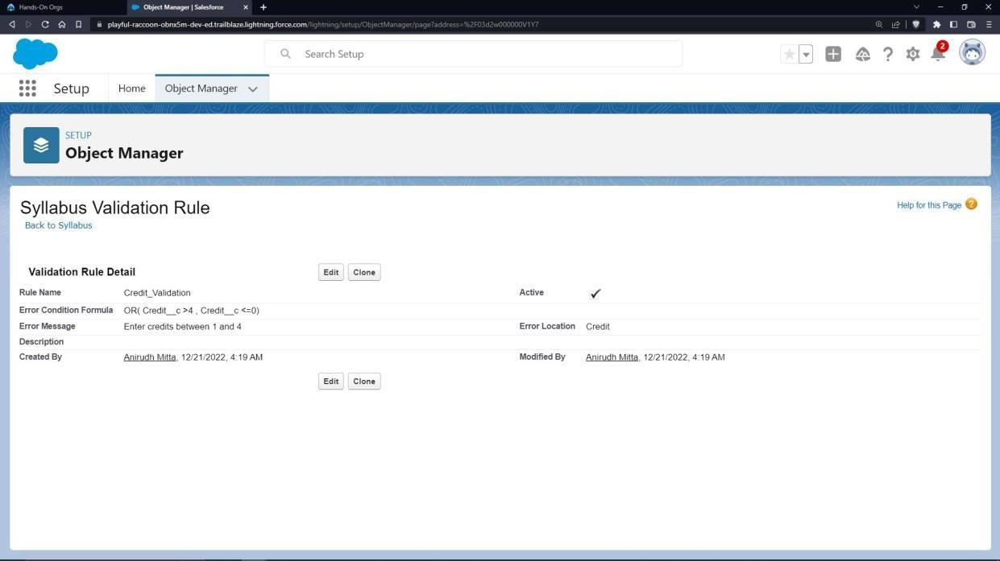 Hands-On Orgs
Object Manager | Salesforce
playful-raccoon-obnx5m-dev-ed.trailblaze.lightning.force.com/lightning/setup/ObjectManager/page?address=%2F03d2w000000V1Y7
Search Setup
2
Setup
Home
Object Manager
SETUP
Object Manager
Syllabus Validation Rule
Help for this Page
Back to Syllabus
Validation Rule Detail
Edit
Clone
Rule Name
Credit_Validation
Active
Error Condition Formula
OR( Credit__c >4 , Credit__c <=0)
Error Message
Enter credits between 1 and 4
Error Location
Credit
Description
Created By
Anirudh Mitta, 12/21/2022, 4:19 AM
Modified By
Anirudh Mitta, 12/21/2022, 4:19 AM
Edit
Clone